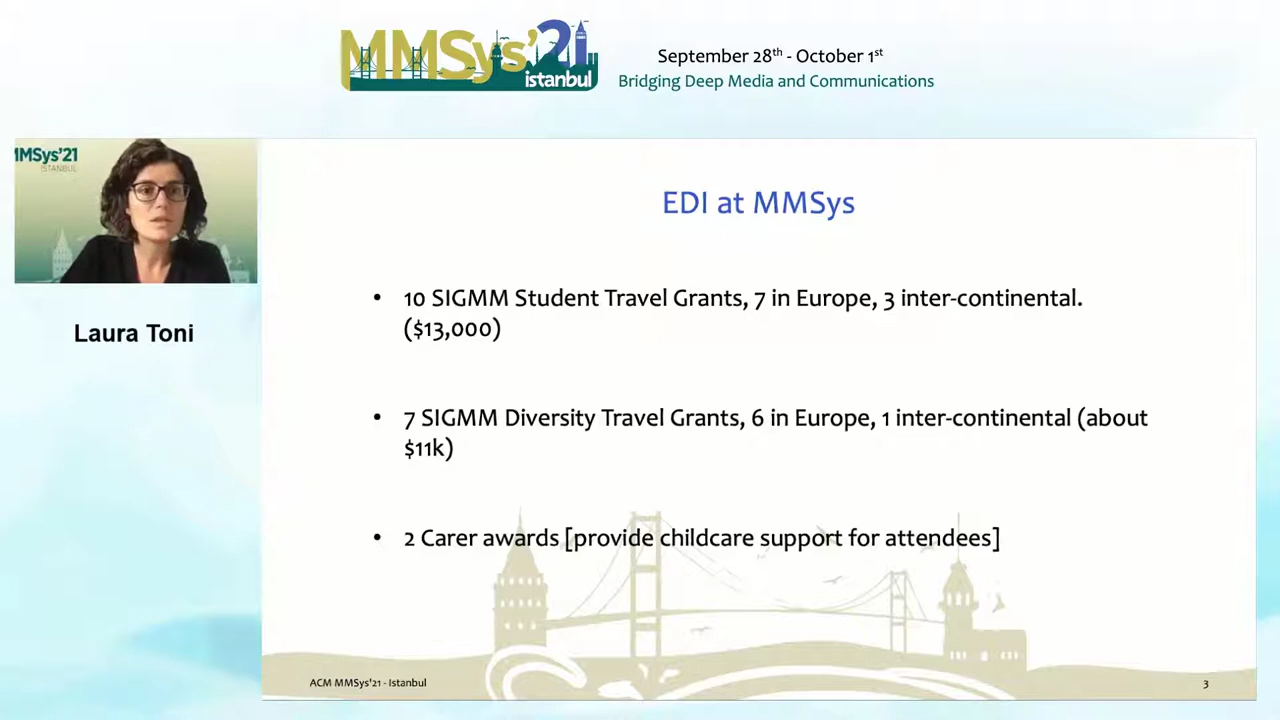 MMSys'21
istanbul
September 28th - October 1st
Bridging Deep Media and Communications
MMSys'21
ISTANBUL
Laura Toni
EDI at MMSys
• 10 SIGMM Student Travel Grants, 7 in Europe, 3 inter-continental.
($13,000)
• 7 SIGMM Diversity Travel Grants, 6 in Europe, 1 inter-continental (about
$11k)
• 2 Carer awards [provide childcare support for attendees]
ACM MMSys'21 - Istanbul
3